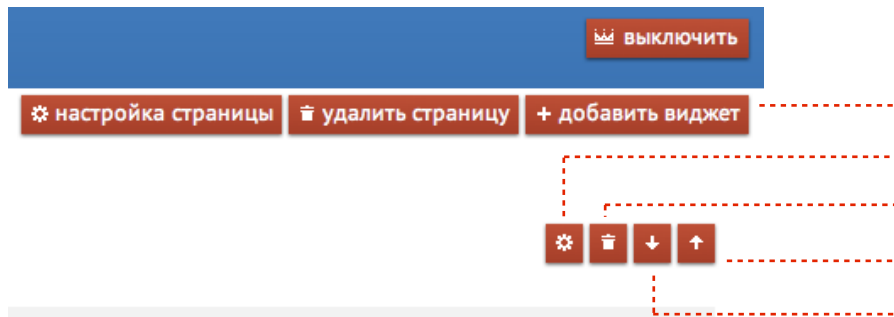 выключить
настройка страницы удалить страницу + добавить виджет